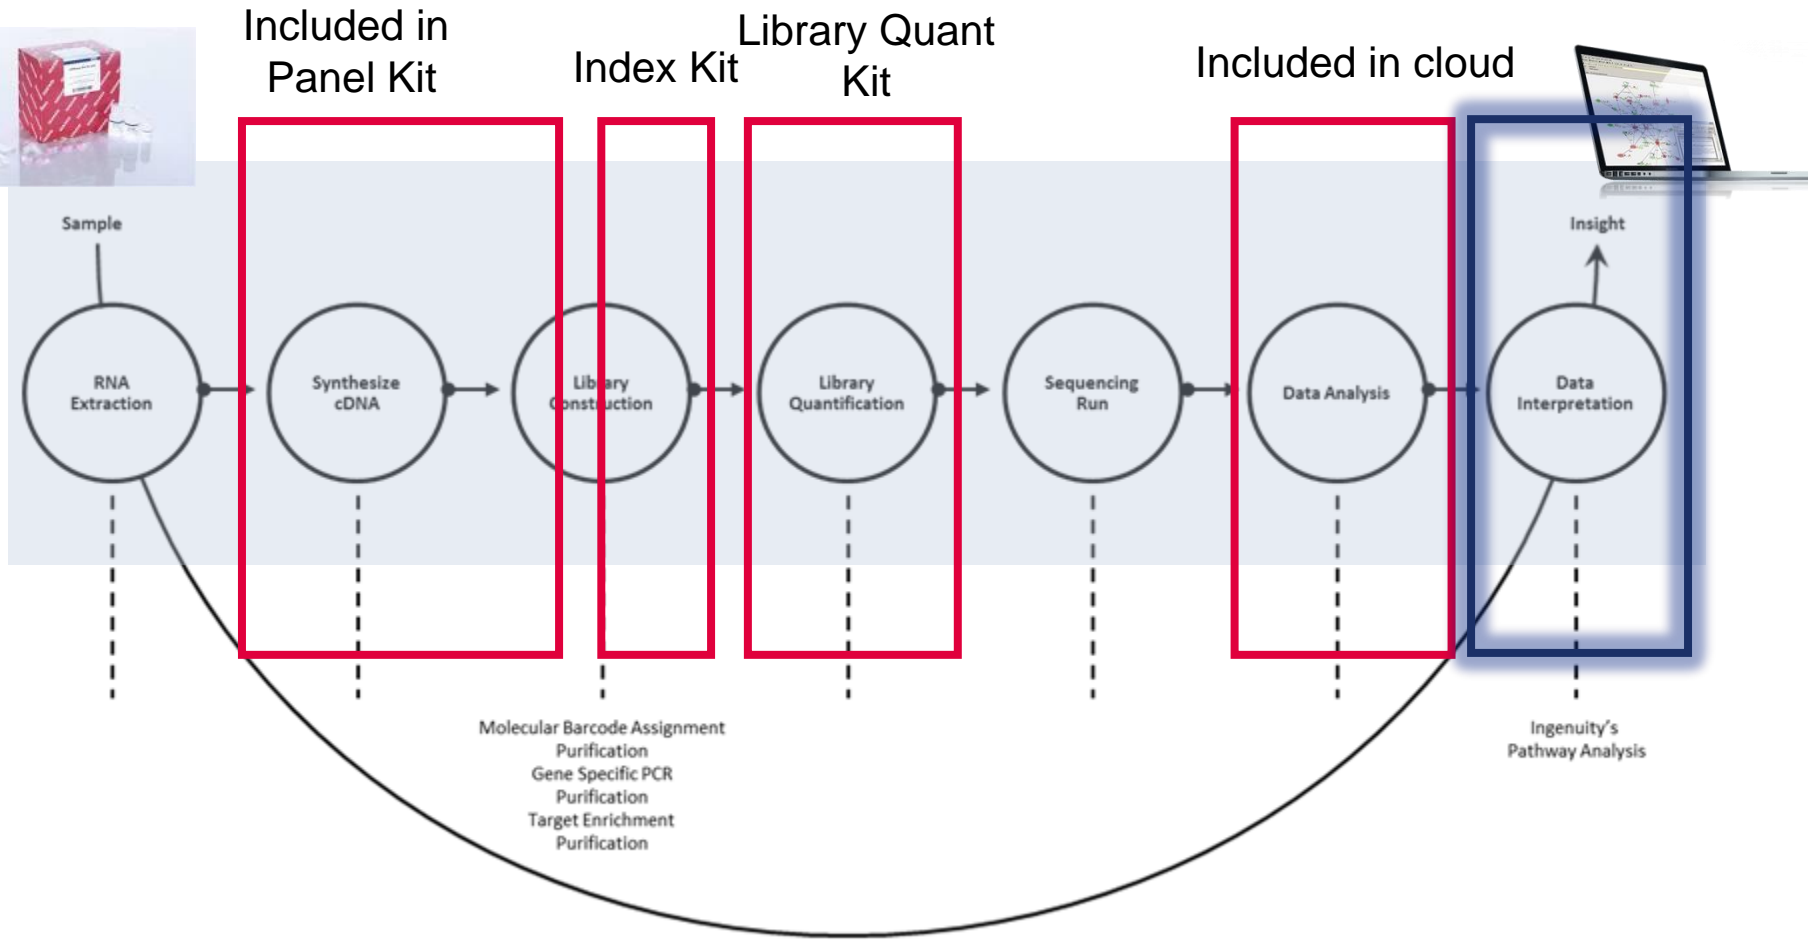 Included in
Panel Kit
Index Kit
Library Quant
Kit
Included in cloud
Sample
Insight
RNA
Extraction
Synthesize
cDNA
Library
Construction
Library
Quantification
Sequencing
Run
Data Analysis
Data
Interpretation
Molecular Barcode Assignment
Purification
Gene Specific PCR
Purification
Target Enrichment
Purification
Ingenuity's
Pathway Analysis